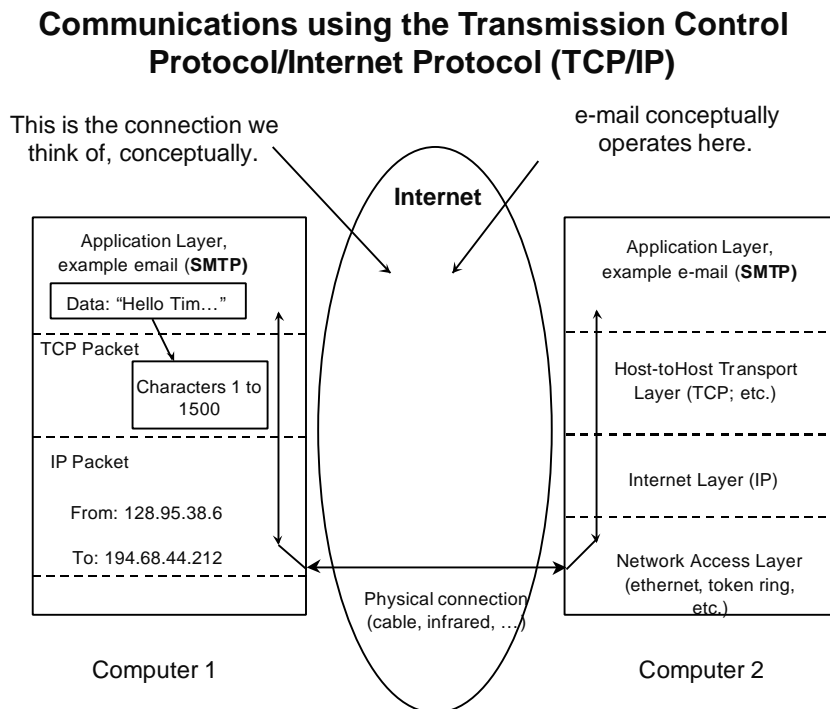 Communications using the Transmission Control
Protocol/Internet Protocol (TCP/IP)
This is the connection we
think of, conceptually.
e-mail conceptually
operates here.
Internet
Application Layer,
example email (SMTP)
Data: “Hello Tim…”
TCP Packet
Characters 1 to
1500
IP Packet
From: 128.95.38.6
To: 194.68.44.212
Application Layer,
example e-mail (SMTP)
Host-toHost Transport
Layer (TCP; etc.)
Internet Layer (IP)
Network Access Layer
(ethernet, token ring,
etc.)
Physical connection
(cable, infrared, …)
Computer 1
Computer 2